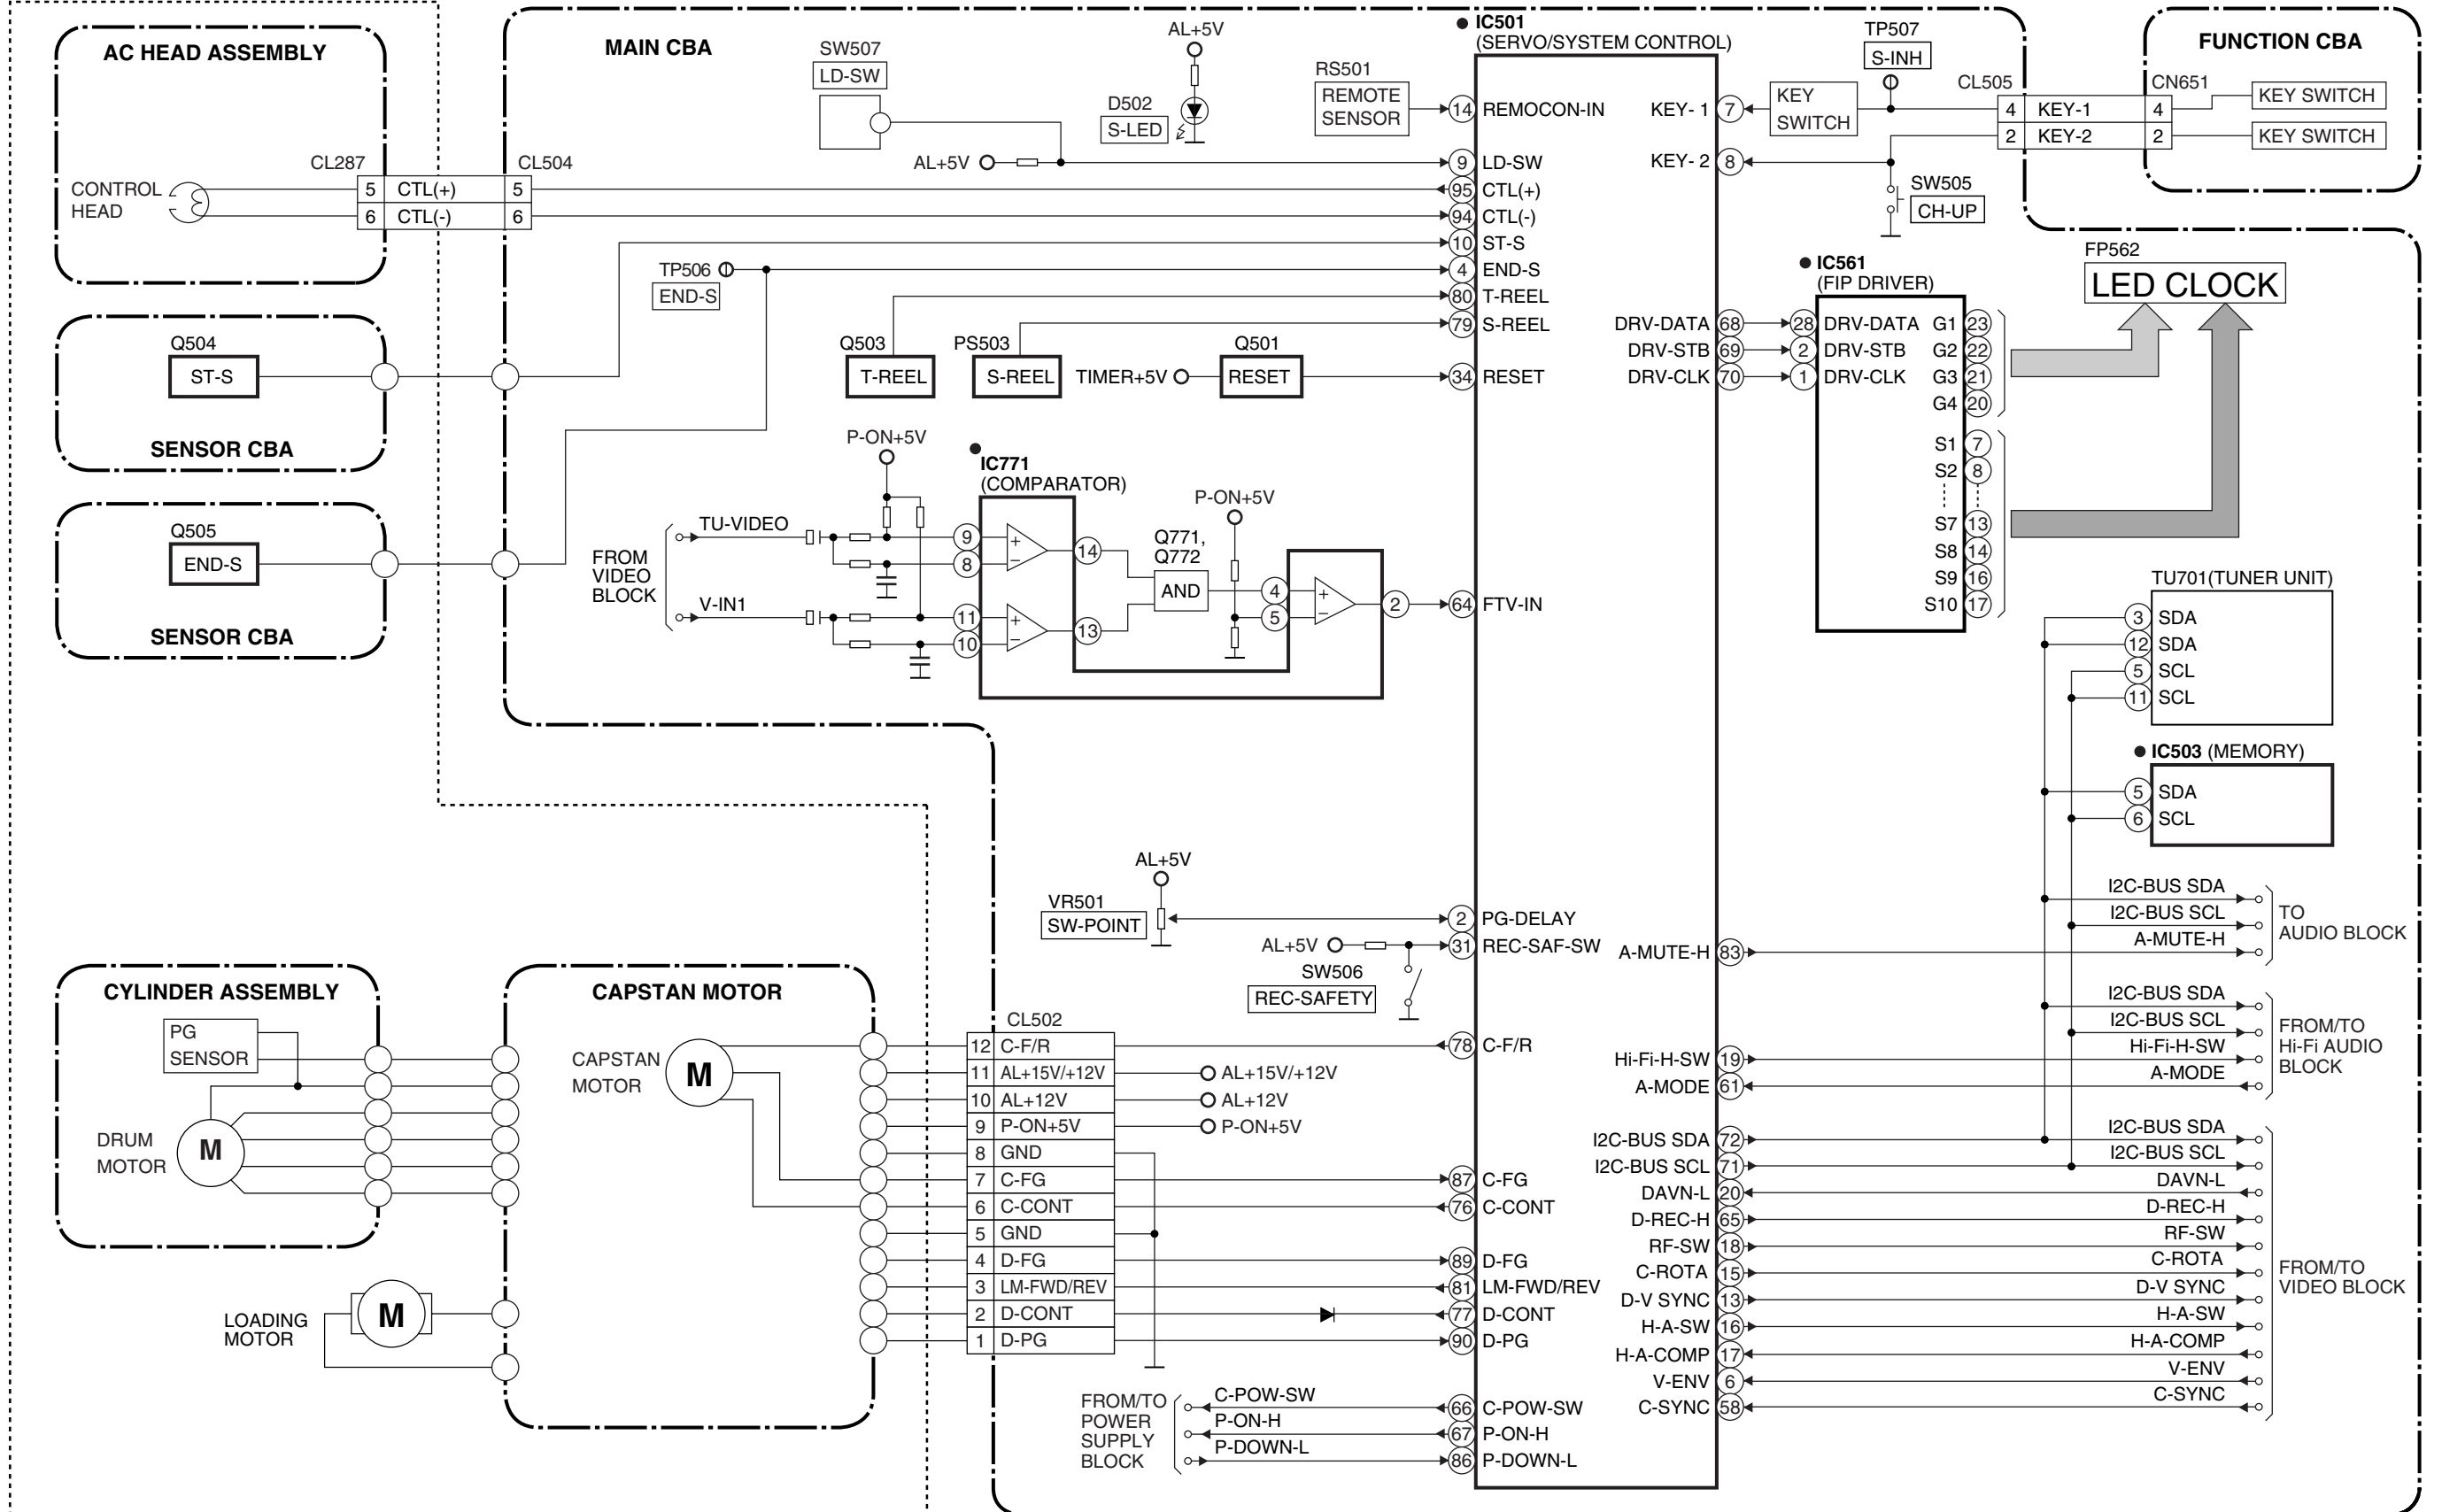 AC HEAD ASSEMBLY
CONTROL
HEAD
CL287
5 CTL(+) 5
6 CTL(-) 6
CL504
Q504
ST-S
SENSOR CBA
Q505
END-S
SENSOR CBA
MAIN CBA
SW507
LD-SW
AL+5V
D502
S-LED
AL+5V
RS501
REMOTE
SENSOR
TP506
END-S
Q503
T-REEL
PS503
S-REEL
TIMER+5V
Q501
RESET
P-ON+5V
IC771
(COMPARATOR)
FROM
VIDEO
BLOCK
TU-VIDEO
V-IN1
9
8
11
10
14
13
Q771,
Q772
AND
P-ON+5V
4
5
2
IC501
(SERVO/SYSTEM CONTROL)
14 REMOCON-IN
9 LD-SW
95 CTL(+)
94 CTL(-)
10 ST-S
4 END-S
80 T-REEL
79 S-REEL
34 RESET
64 FTV-IN
2 PG-DELAY
31 REC-SAF-SW
78 C-F/R
87 C-FG
76 C-CONT
89 D-FG
81 LM-FWD/REV
77 D-CONT
90 D-PG
66 C-POW-SW
67 P-ON-H
86 P-DOWN-L
KEY- 1 7
KEY- 2 8
DRV-DATA 68
DRV-STB 69
DRV-CLK 70
A-MUTE-H 83
Hi-Fi-H-SW 19
A-MODE 61
I2C-BUS SDA 72
I2C-BUS SCL 71
DAVN-L 20
D-REC-H 65
RF-SW 18
C-ROTA 15
D-V SYNC 13
H-A-SW 16
H-A-COMP 17
V-ENV 6
C-SYNC 58
TP507
S-INH
KEY
SWITCH
CL505
CN651
4 KEY-1 4
2 KEY-2 2
FUNCTION CBA
KEY SWITCH
KEY SWITCH
SW505
CH-UP
IC561
(FIP DRIVER)
28 DRV-DATA G1 23
2 DRV-STB G2 22
1 DRV-CLK G3 21
G4 20
S1 7
S2 8
S7 13
S8 14
S9 16
S10 17
FP562
LED CLOCK
TU701(TUNER UNIT)
3 SDA
12 SDA
5 SCL
11 SCL
IC503 (MEMORY)
5 SDA
6 SCL
I2C-BUS SDA
I2C-BUS SCL
A-MUTE-H
TO
AUDIO BLOCK
I2C-BUS SDA
I2C-BUS SCL
Hi-Fi-H-SW
A-MODE
FROM/TO
Hi-Fi AUDIO
BLOCK
I2C-BUS SDA
I2C-BUS SCL
DAVN-L
D-REC-H
RF-SW
C-ROTA
D-V SYNC
H-A-SW
H-A-COMP
V-ENV
C-SYNC
FROM/TO
VIDEO BLOCK
AL+5V
VR501
SW-POINT
AL+5V
SW506
REC-SAFETY
CYLINDER ASSEMBLY
PG
SENSOR
DRUM
MOTOR
M
LOADING
MOTOR
M
CAPSTAN MOTOR
CAPSTAN
MOTOR
M
CL502
12 C-F/R
11 AL+15V/+12V
10 AL+12V
9 P-ON+5V
8 GND
7 C-FG
6 C-CONT
5 GND
4 D-FG
3 LM-FWD/REV
2 D-CONT
1 D-PG
AL+15V/+12V
AL+12V
P-ON+5V
FROM/TO
POWER
SUPPLY
BLOCK
C-POW-SW
P-ON-H
P-DOWN-L